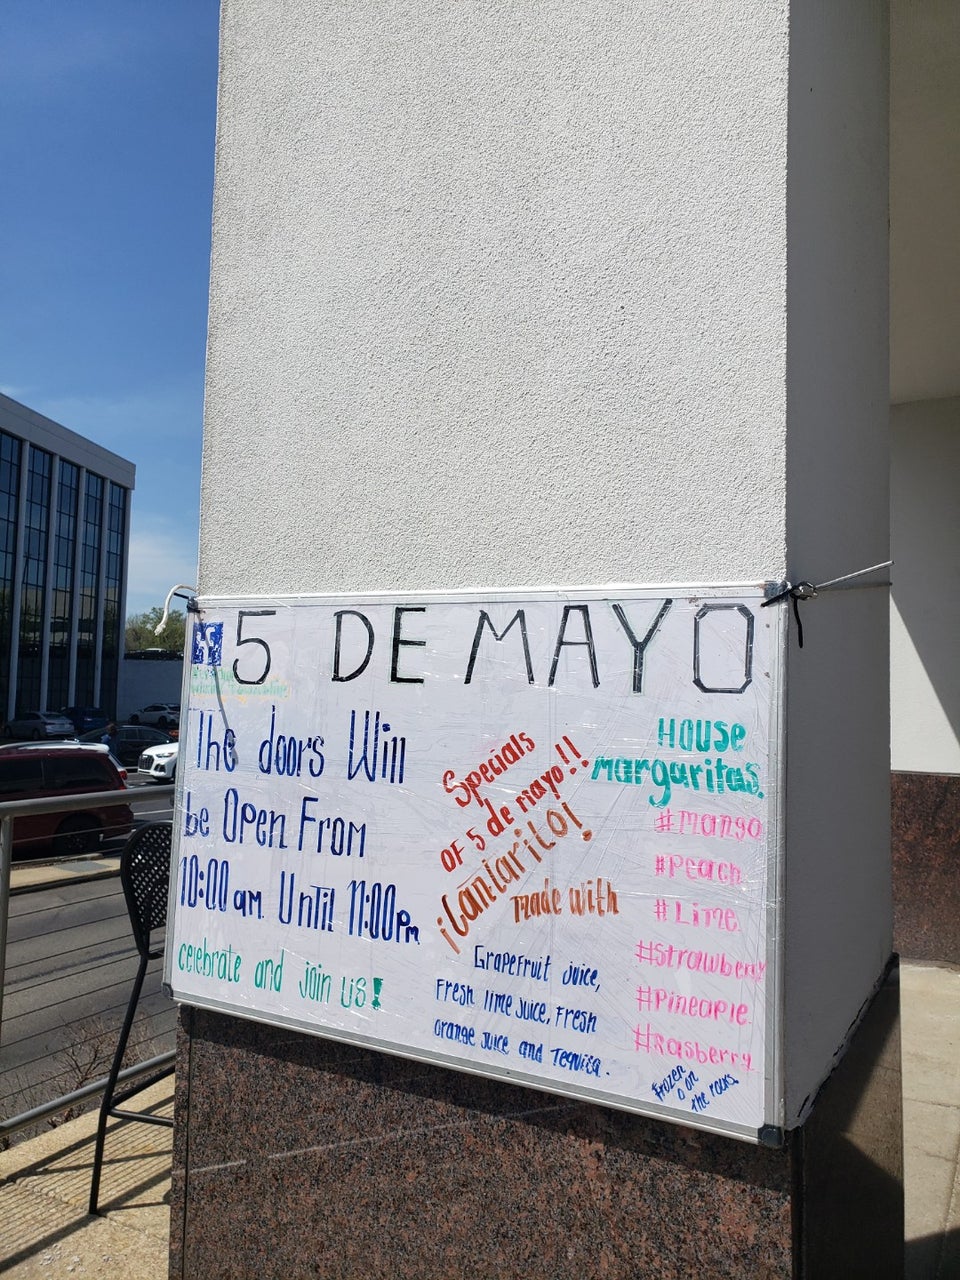 5 DE MAYO
The doors Will
be Open From
10:00 am. Until 11:00 Pm.
celebrate and join us!
Specials
OF 5 de mayo!!
¡Cantarito!
made with
GrapeFruit juice,
Fresh lime juice, Fresh
orange juice and Tequila.
House
margaritas.
#Mango
#Peach
#Lime.
#Strawberry
#Pineaple.
#Rasberry
Frozen
O on
the rocks.